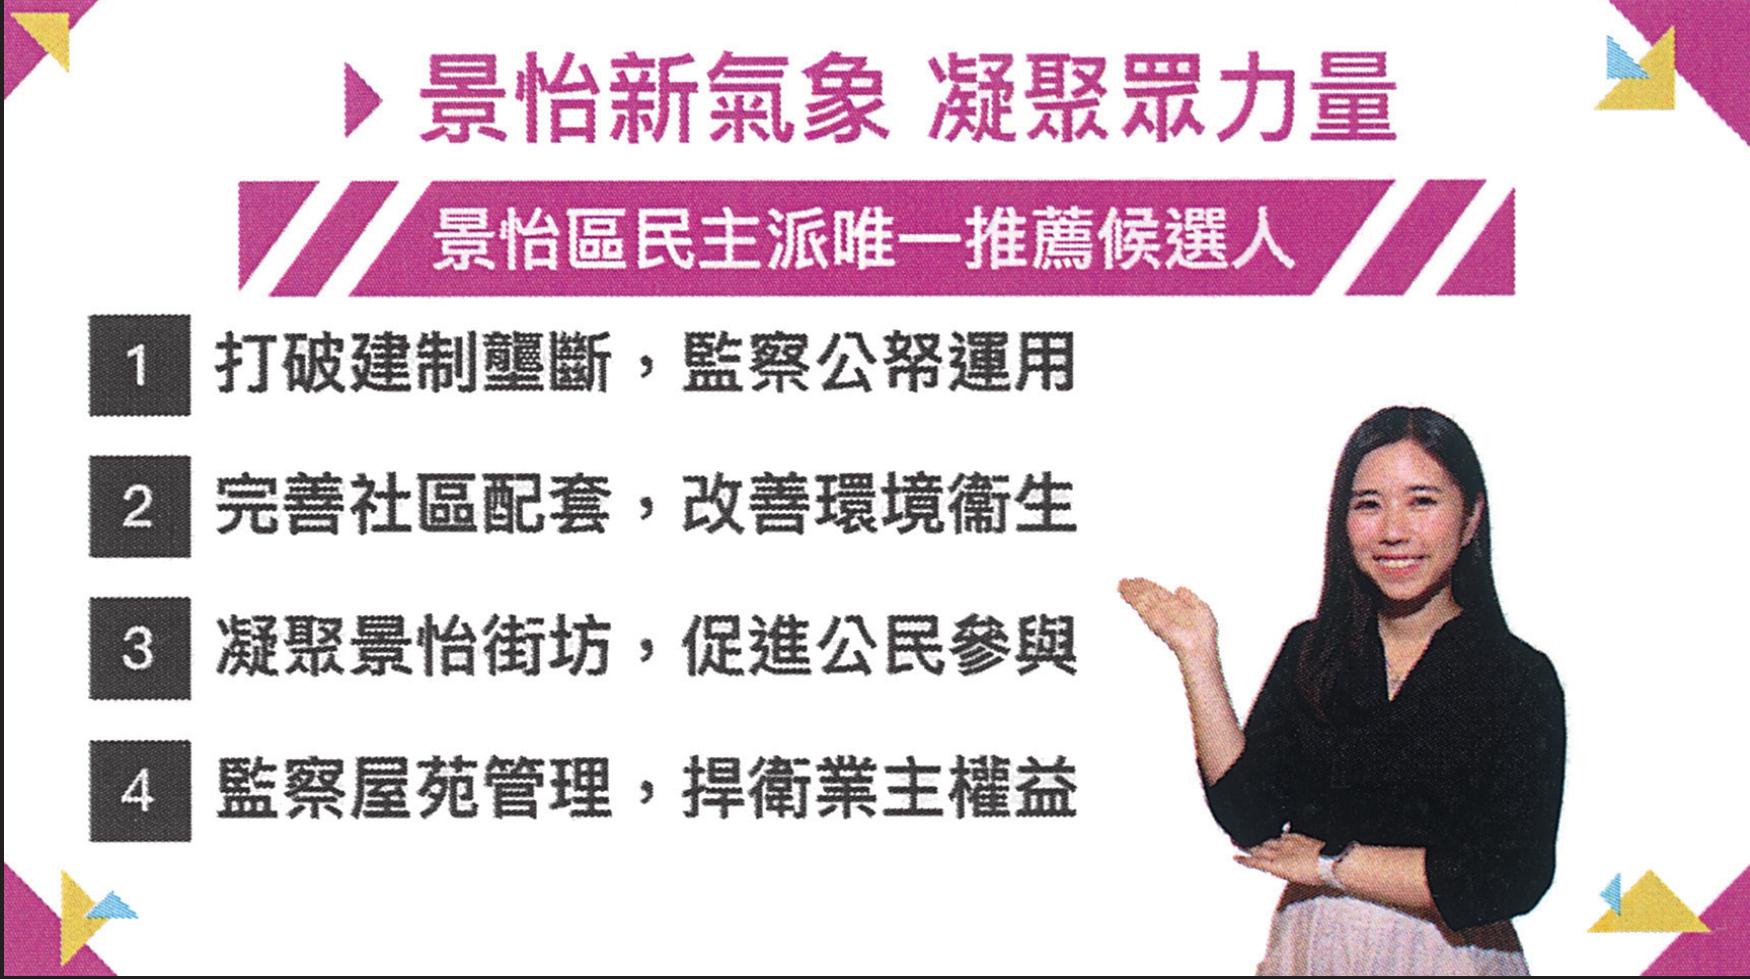 景怡新氣象 凝聚眾力量
景怡區民主派唯一推薦候選人
1 打破建制壟斷，監察公帑運用
2 完善社區配套，改善環境衞生
3 凝聚景怡街坊，促進公民參與
4 監察屋苑管理，捍衛業主權益